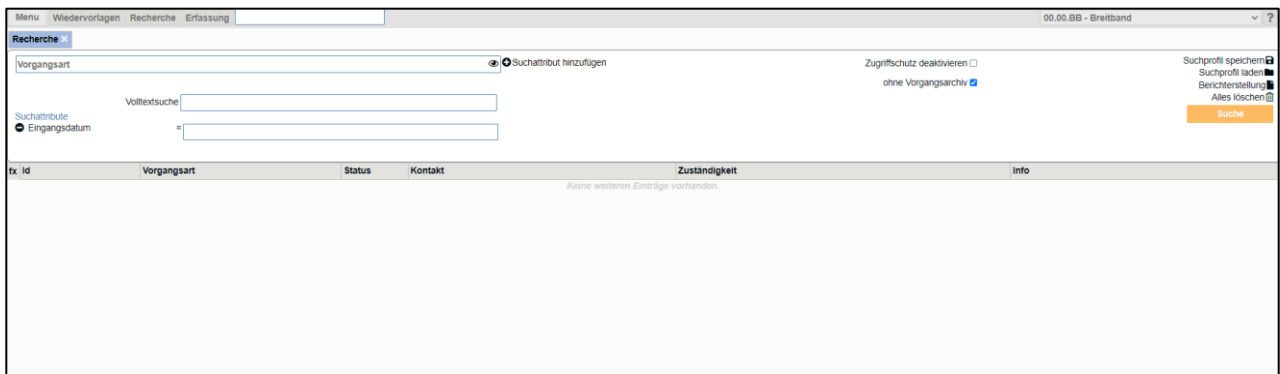 Menu Wiedervorlagen Recherche Erfassung 00.00.BB - Breitband ?
Recherche ×
Vorgangsart Suchattribut hinzufügen Zugriffschutz deaktivieren Suchprofil speichern
Suchprofil laden
ohne Vorgangsarchiv Berichterstellung
Volltextsuche Alles löschen
Suchattribute Suche
Eingangsdatum =
fx Id Vorgangsart Status Kontakt Zuständigkeit Info
Keine weiteren Einträge vorhanden.